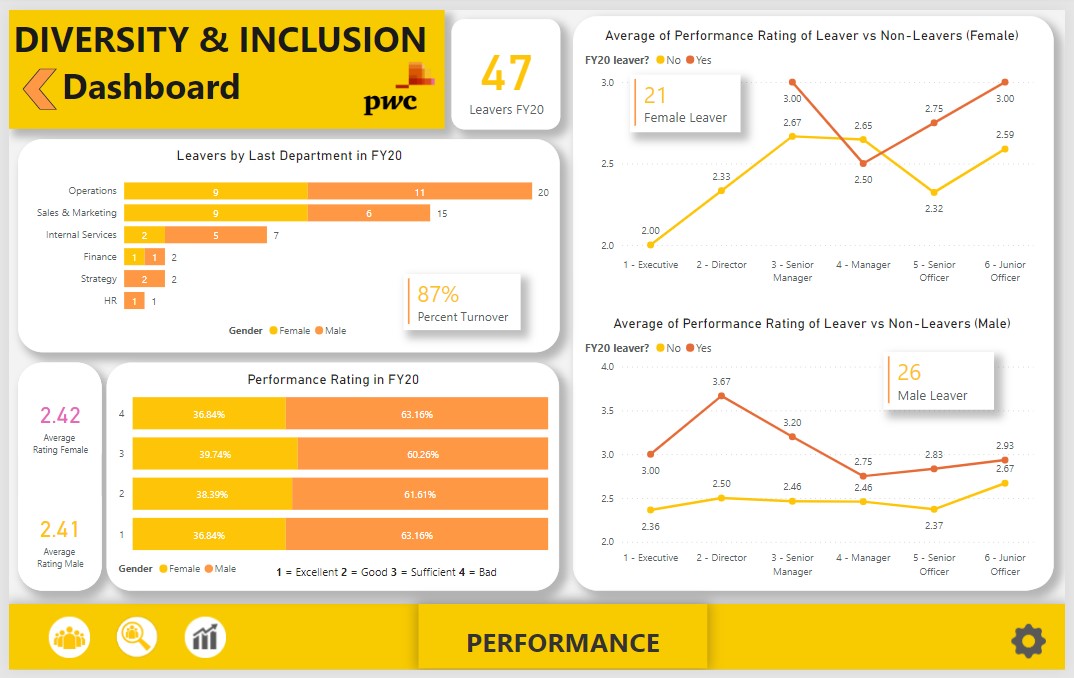 DIVERSITY & INCLUSION
Dashboard
pwc
47
Leavers FY20
Leavers by Last Department in FY20
Operations 9 11 20
Sales & Marketing 9 6 15
Internal Services 2 5 7
Finance 1 1 2
Strategy 2 2
HR 1 1
87%
Percent Turnover
Gender Female Male
2.42
Average
Rating Female
2.41
Average
Rating Male
Performance Rating in FY20
4 36.84% 63.16%
3 39.74% 60.26%
2 38.39% 61.61%
1 36.84% 63.16%
Gender Female Male
1 = Excellent 2 = Good 3 = Sufficient 4 = Bad
Average of Performance Rating of Leaver vs Non-Leavers (Female)
FY20 leaver? No Yes
21
Female Leaver
3.0
2.5
2.0
3.00
2.67
2.65
2.75
3.00
2.59
2.50
2.33
2.32
2.00
1 - Executive
2 - Director
3 - Senior
Manager
4 - Manager
5 - Senior
Officer
6 - Junior
Officer
Average of Performance Rating of Leaver vs Non-Leavers (Male)
FY20 leaver? No Yes
26
Male Leaver
4.0
3.5
3.0
2.5
2.0
3.67
3.20
3.00
2.75
2.83
2.93
2.67
2.50
2.46
2.46
2.36
2.37
1 - Executive
2 - Director
3 - Senior
Manager
4 - Manager
5 - Senior
Officer
6 - Junior
Officer
PERFORMANCE